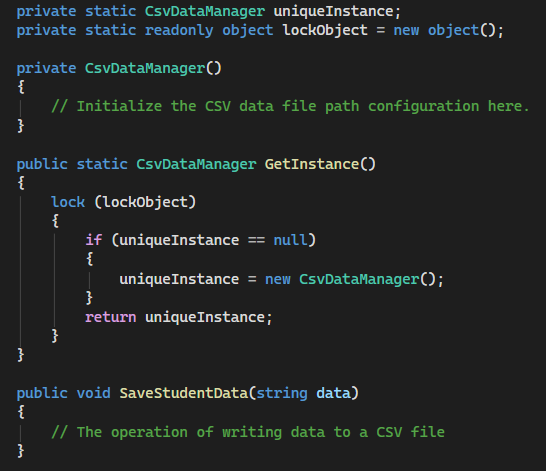 private static CsvDataManager uniqueInstance;
private static readonly object lockObject = new object();
private CsvDataManager()
{
// Initialize the CSV data file path configuration here.
}
public static CsvDataManager GetInstance()
{
lock (lockObject)
{
if (uniqueInstance == null)
{
uniqueInstance = new CsvDataManager();
}
return uniqueInstance;
}
}
public void SaveStudentData(string data)
{
// The operation of writing data to a CSV file
}